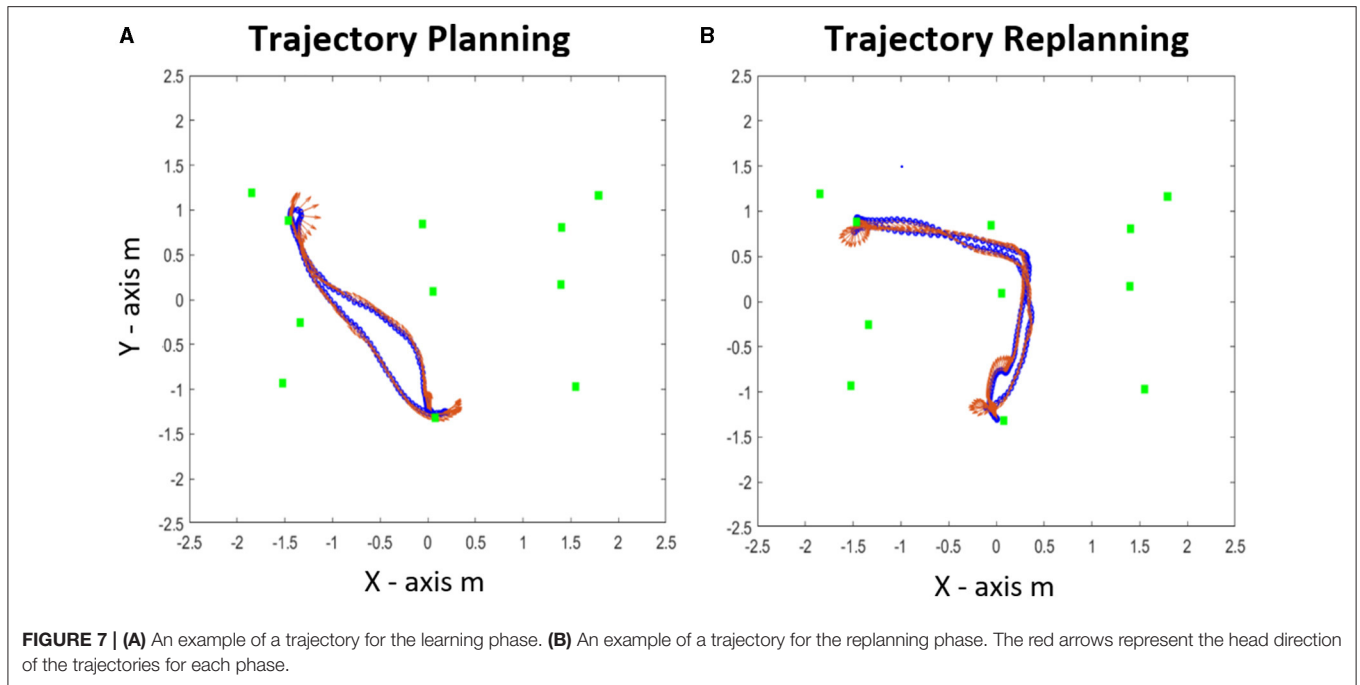 A
Trajectory Planning
2.5
2
1.5
1
0.5
0
-0.5
-1
-1.5
-2
-2.5
Y - axis m
-2.5 -2 -1.5 -1 -0.5 0 0.5 1 1.5 2 2.5
X - axis m
B
Trajectory Replanning
2.5
2
1.5
1
0.5
0
-0.5
-1
-1.5
-2
-2.5
-2.5 -2 -1.5 -1 -0.5 0 0.5 1 1.5 2 2.5
X - axis m
FIGURE 7 | (A) An example of a trajectory for the learning phase. (B) An example of a trajectory for the replanning phase. The red arrows represent the head direction
of the trajectories for each phase.